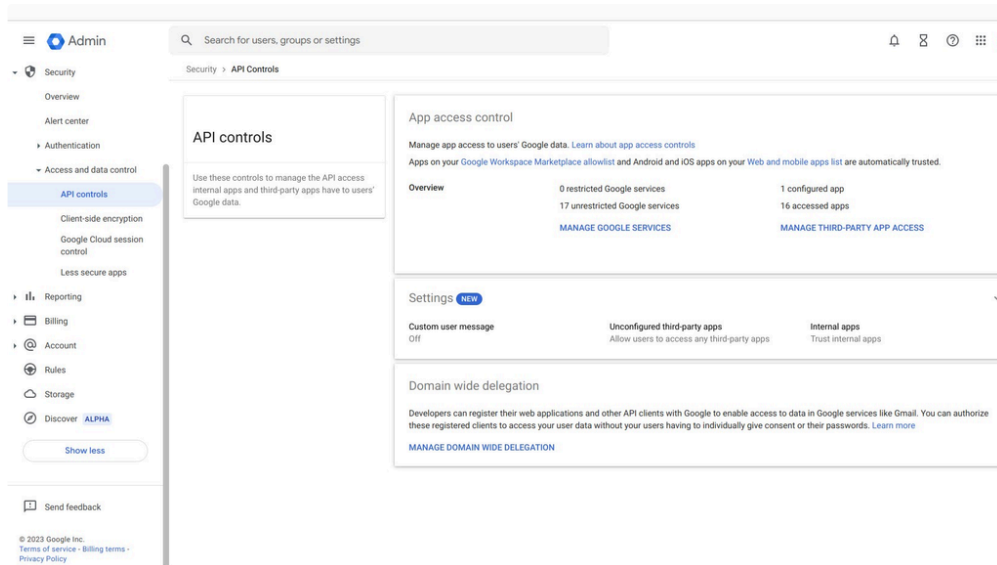 Admin
Search for users, groups or settings
Security
Overview
Alert center
Authentication
Access and data control
API controls
Client-side encryption
Google Cloud session
control
Less secure apps
Reporting
Billing
Account
Rules
Storage
Discover ALPHA
Show less
Send feedback
© 2023 Google Inc.
Terms of service - Billing terms -
Privacy Policy
Security > API Controls
API controls
Use these controls to manage the API access
internal apps and third-party apps have to users'
Google data.
App access control
Manage app access to users' Google data. Learn about app access controls
Apps on your Google Workspace Marketplace allowlist and Android and iOS apps on your Web and mobile apps list are automatically trusted.
Overview 0 restricted Google services 1 configured app
17 unrestricted Google services 16 accessed apps
MANAGE GOOGLE SERVICES MANAGE THIRD-PARTY APP ACCESS
Settings NEW
Custom user message Unconfigured third-party apps Internal apps
Off Allow users to access any third-party apps Trust internal apps
Domain wide delegation
Developers can register their web applications and other API clients with Google to enable access to data in Google services like Gmail. You can authorize
these registered clients to access your user data without your users having to individually give consent or their passwords. Learn more
MANAGE DOMAIN WIDE DELEGATION